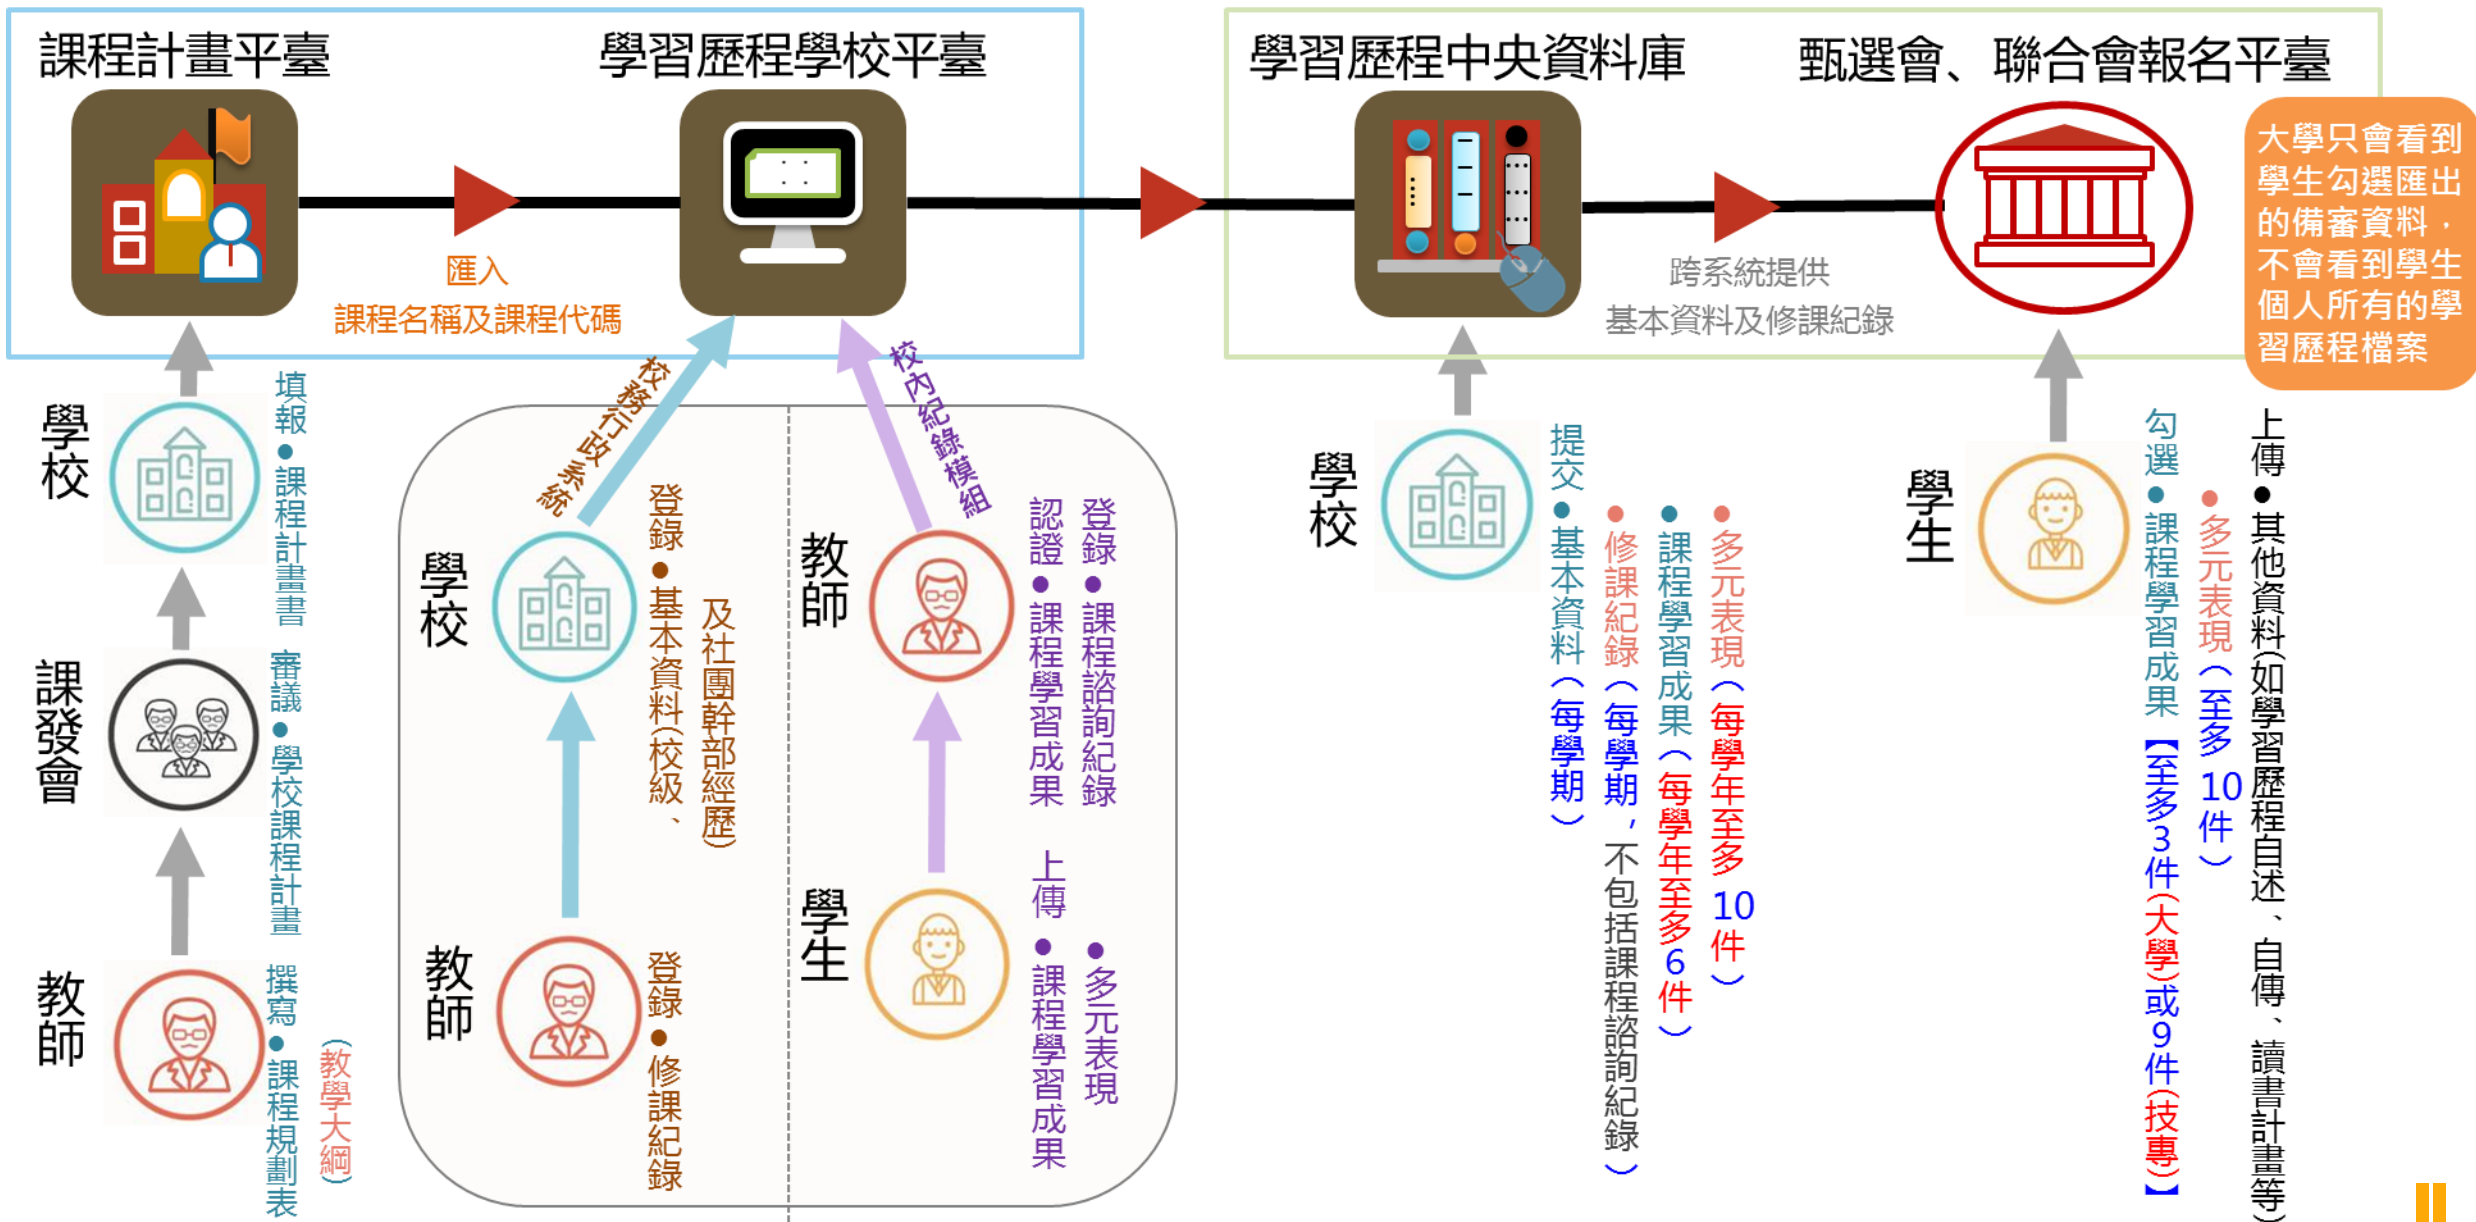 課程計畫平臺
學習歷程學校平臺
學習歷程中央資料庫
甄選會、聯合會報名平臺
大學只會看到
學生勾選匯出
的備審資料，
不會看到學生
個人所有的學
習歷程檔案
匯入
課程名稱及課程代碼
跨系統提供
基本資料及修課紀錄
學校
填報●課程計畫書
課發會
審議●學校課程計畫
教師
撰寫●課程規劃表
(教學大綱)
校務行政系統
校內紀錄模組
學校
登錄●基本資料(校級、
及社團幹部經歷)
教師
登錄●修課紀錄
教師
登錄●課程諮詢紀錄
認證●課程學習成果
學生
上傳●課程學習成果
●多元表現
學校
提交●基本資料(每學期)
●修課紀錄(每學期，不包括課程諮詢紀錄)
●課程學習成果(每學年至多6件)
●多元表現(每學年至多10件)
學生
勾選●課程學習成果【至多3件(大學)或9件(技專)】
●多元表現(至多10件)
上傳●其他資料(如學習歷程自述、自傳、讀書計畫等)